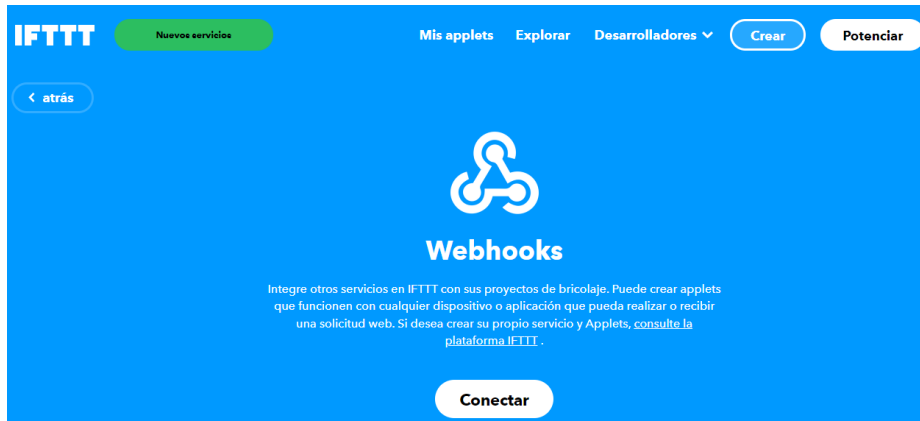 IFTTT Nuevos servicios Mis applets Explorar Desarrolladores Crear Potenciar
atrás
Webhooks
Integre otros servicios en IFTTT con sus proyectos de bricolaje. Puede crear applets
que funcionen con cualquier dispositivo o aplicación que pueda realizar o recibir
una solicitud web. Si desea crear su propio servicio y Applets, consulte la
plataforma IFTTT .
Conectar